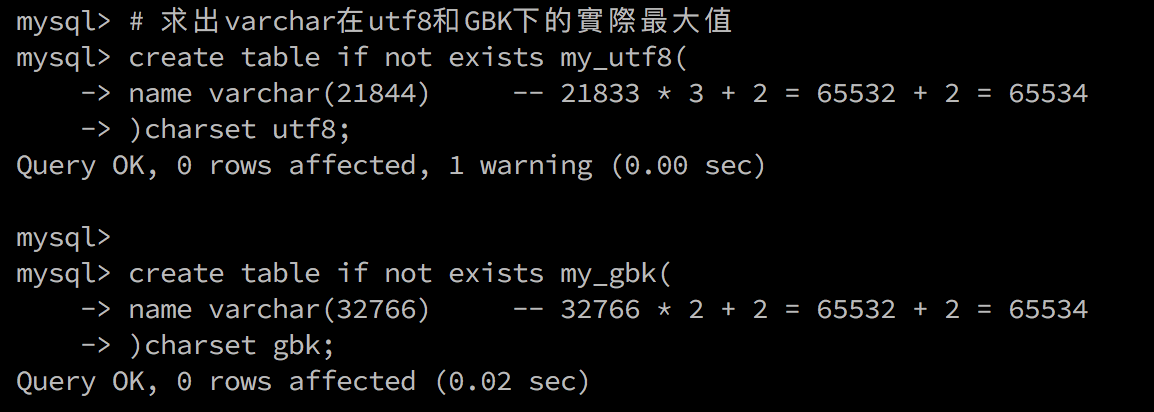 mysql> # 求出varchar在utf8和GBK下的實際最大值
mysql> create table if not exists my_utf8(
    -> name varchar(21844)     -- 21833 * 3 + 2 = 65532 + 2 = 65534
    -> )charset utf8;
Query OK, 0 rows affected, 1 warning (0.00 sec)
mysql>
mysql> create table if not exists my_gbk(
    -> name varchar(32766)     -- 32766 * 2 + 2 = 65532 + 2 = 65534
    -> )charset gbk;
Query OK, 0 rows affected (0.02 sec)